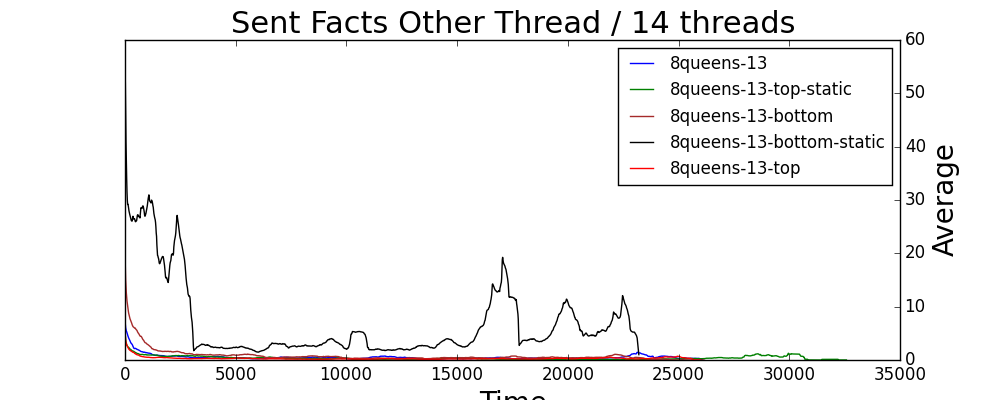 Sent Facts Other Thread / 14 threads
60
8queens-13
8queens-13-top-static
8queens-13-bottom
8queens-13-bottom-static
8queens-13-top
50
40
30
20
10
0
Average
0 5000 10000 15000 20000 25000 30000 35000
Time